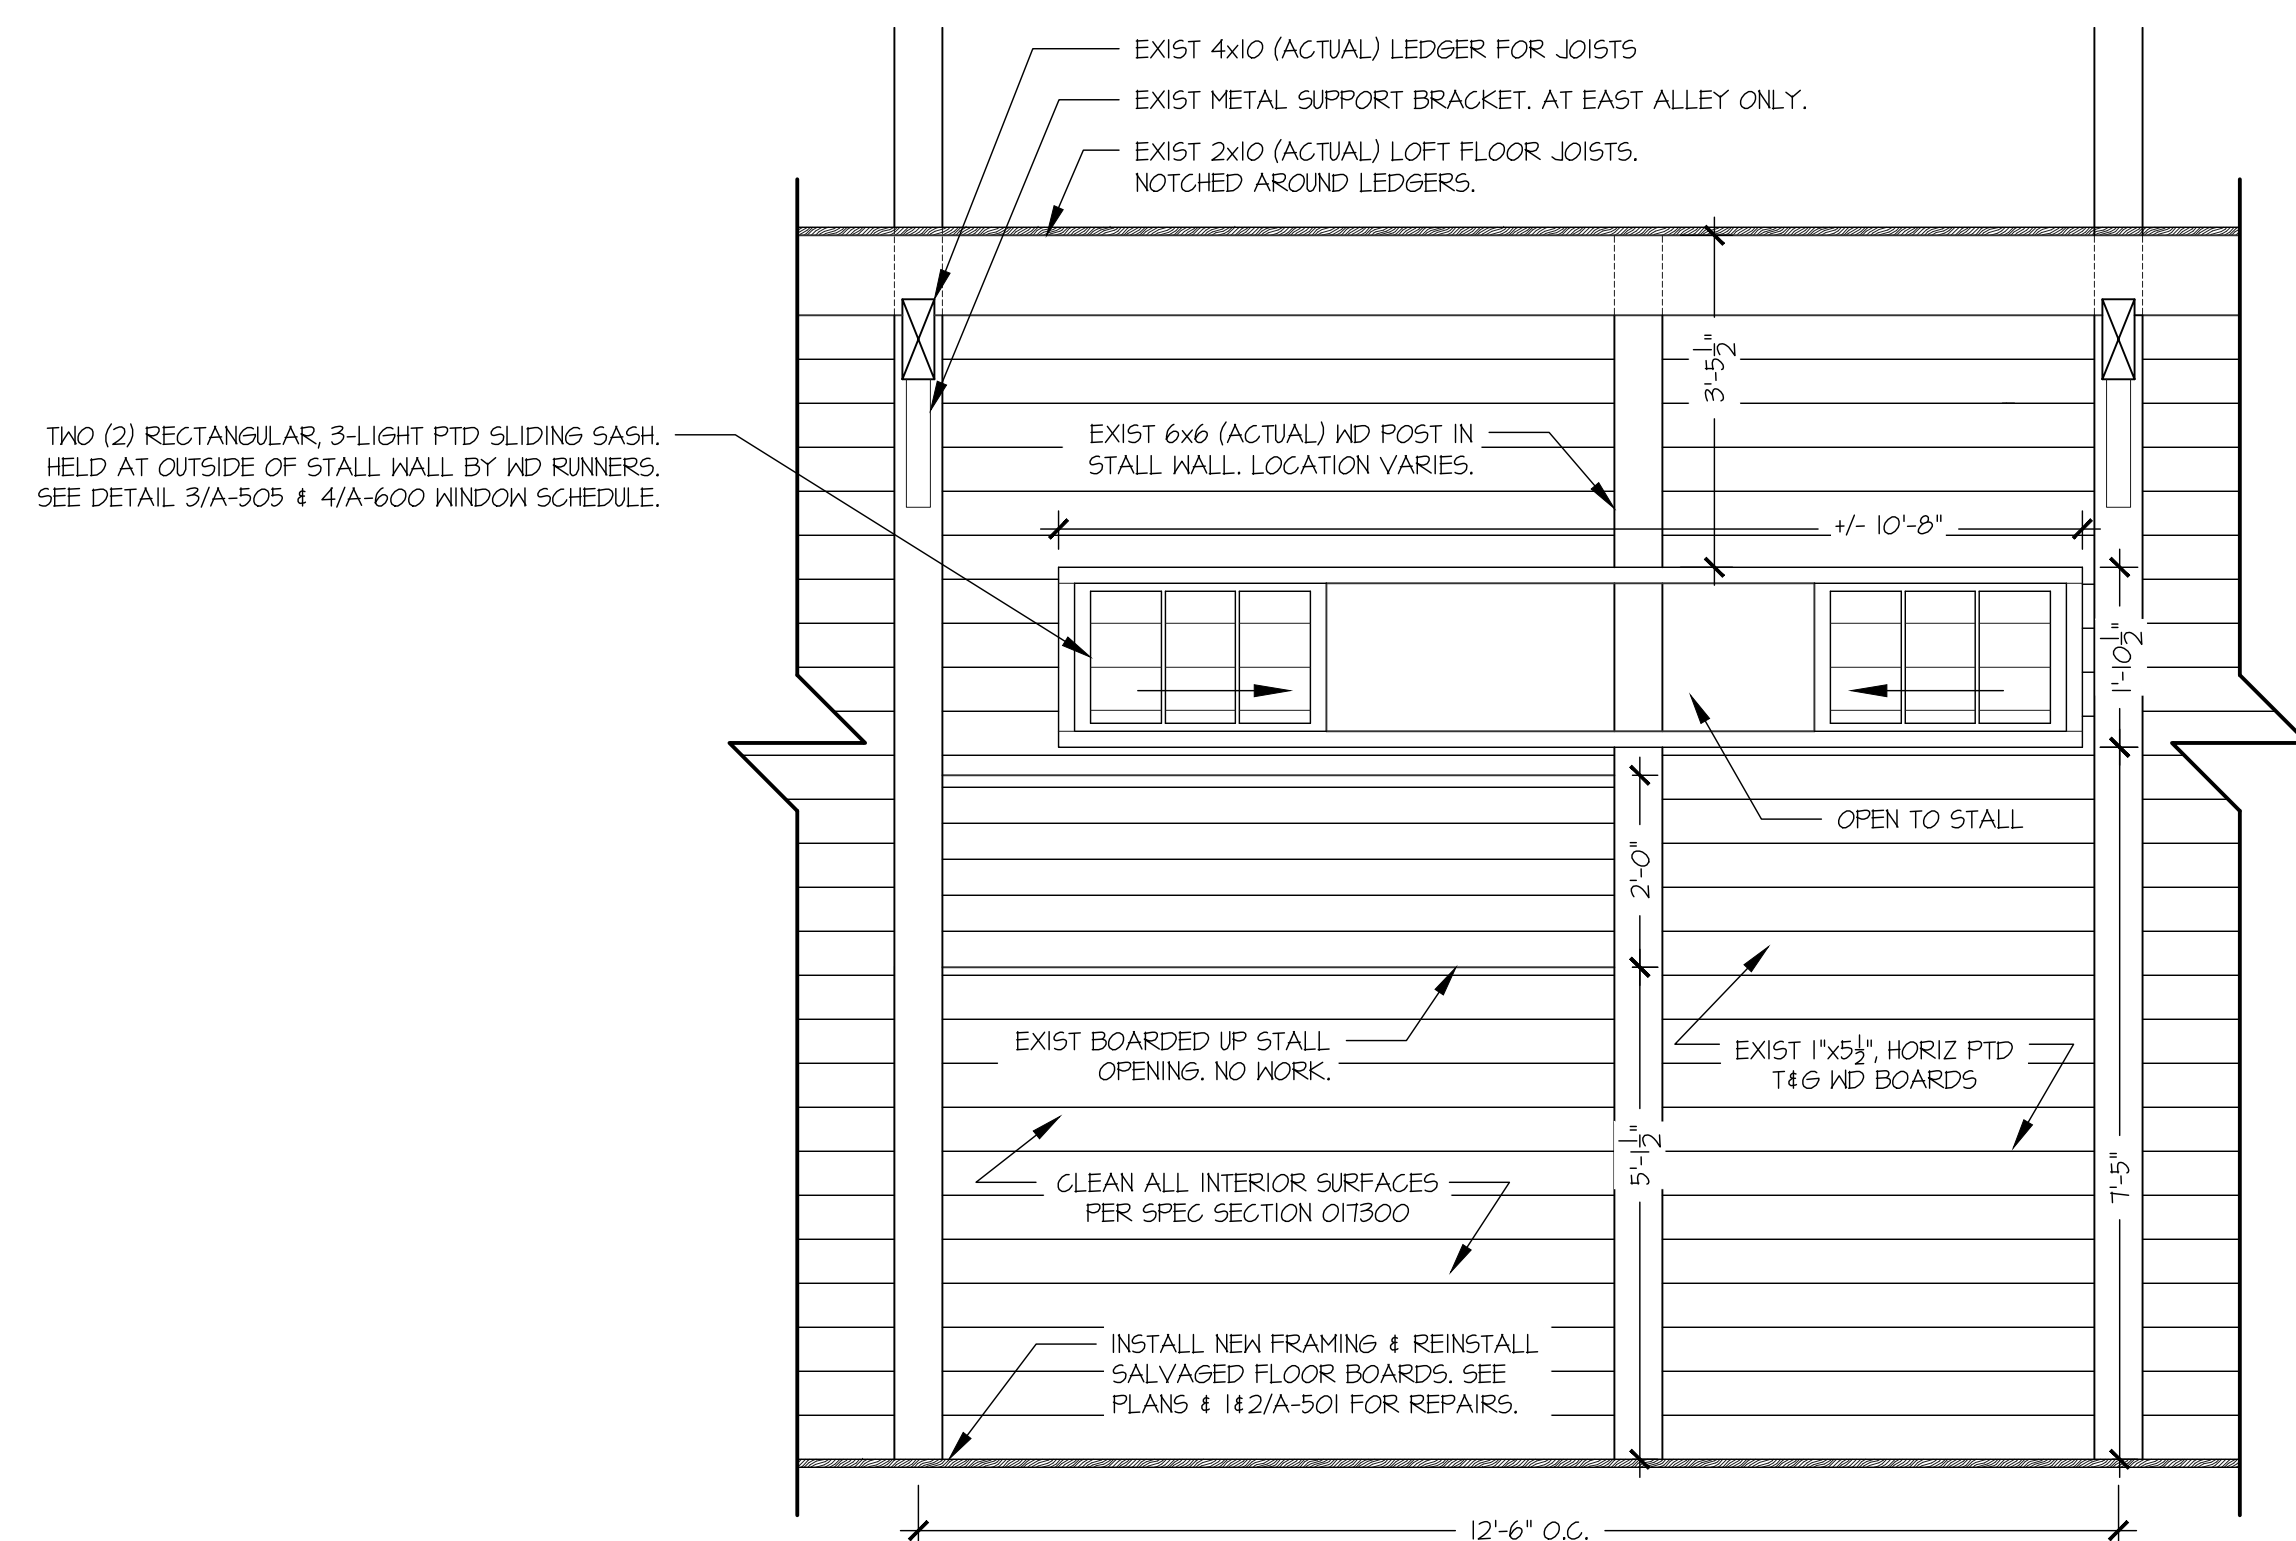 EXIST 4x10 (ACTUAL) LEDGER FOR JOISTS
EXIST METAL SUPPORT BRACKET. AT EAST ALLEY ONLY.
EXIST 2x10 (ACTUAL) LOFT FLOOR JOISTS.
NOTCHED AROUND LEDGERS.
3'-5½"
TWO (2) RECTANGULAR, 3-LIGHT PTD SLIDING SASH.
HELD AT OUTSIDE OF STALL WALL BY WD RUNNERS.
SEE DETAIL 3/A-505 & 4/A-600 WINDOW SCHEDULE.
EXIST 6x6 (ACTUAL) WD POST IN
STALL WALL. LOCATION VARIES.
+/- 10'-8"
1'-10½"
OPEN TO STALL
2'-0"
EXIST BOARDED UP STALL
OPENING. NO WORK.
EXIST 1"x5½", HORIZ PTD
T&G WD BOARDS
5'-1½"
7'-5"
CLEAN ALL INTERIOR SURFACES
PER SPEC SECTION 017300
INSTALL NEW FRAMING & REINSTALL
SALVAGED FLOOR BOARDS. SEE
PLANS & 1&2/A-501 FOR REPAIRS.
12'-6" O.C.